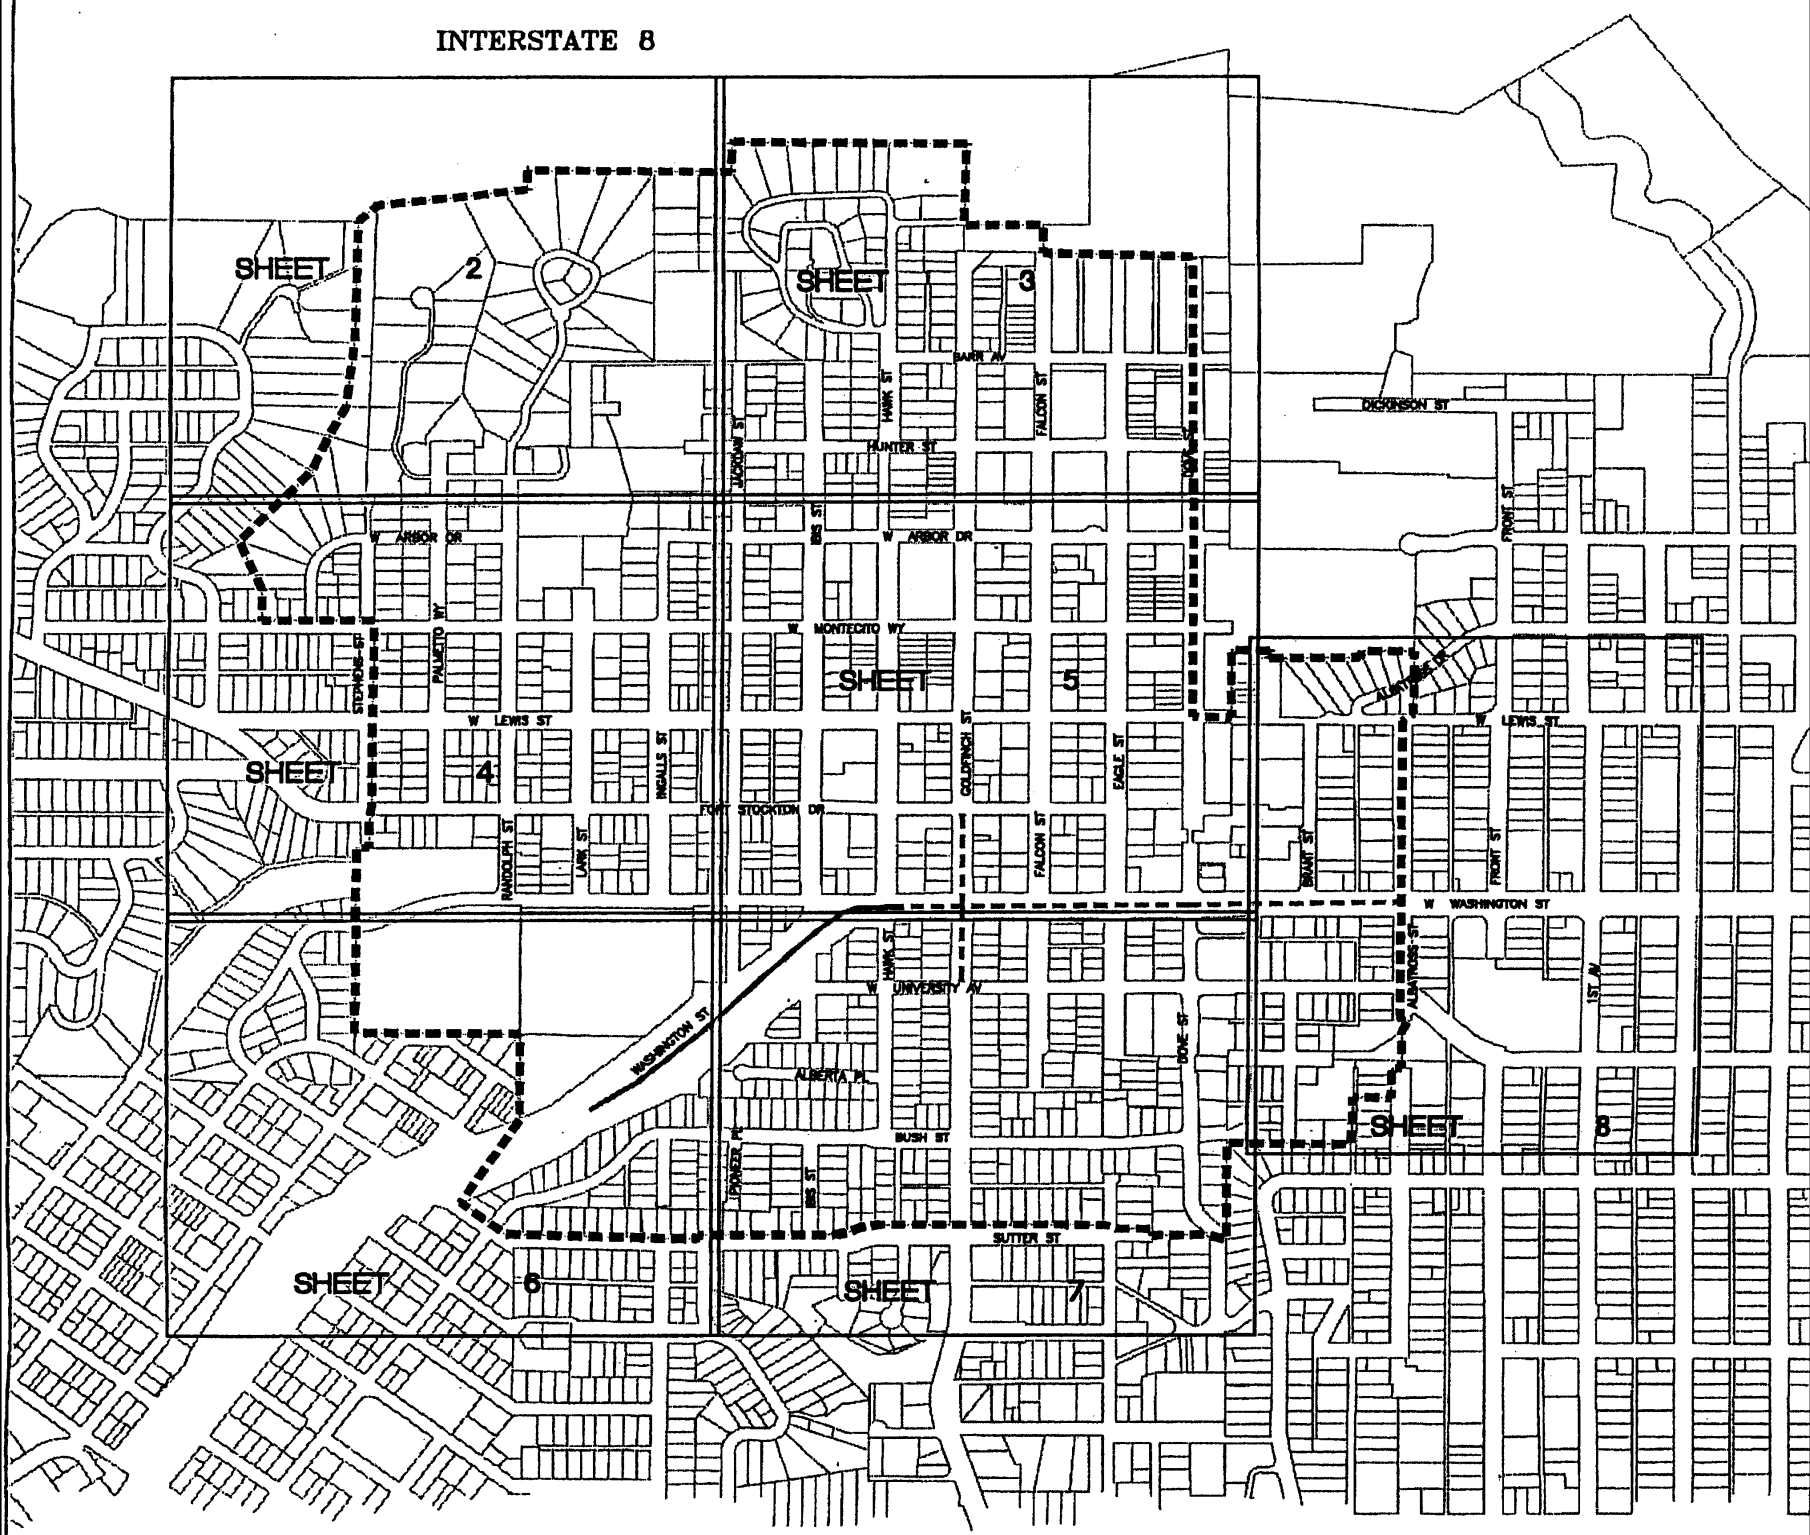 INTERSTATE 8
SHEET 2
SHEET 3
BARR AV
HAWK ST
FALCON ST
DICKINSON ST
JACKDAW ST
HUNTER ST
DOVE ST
IBIS ST
FRONT ST
W ARBOR DR
W ARBOR DR
STEPHENS ST
PALMETO WY
W MONTECITO WY
SHEET 5
W LEWIS ST
W LEWIS ST
SHEET 4
INGALLS ST
GOLDFINCH ST
EAGLE ST
FORT STOCKTON DR
RANDOLPH ST
LARK ST
FALCON ST
BRANT ST
FRONT ST
W WASHINGTON ST
HAWK ST
ALBATROSS ST
1ST AV
W UNIVERSITY AV
WASHINGTON ST
DOVE ST
ALBERTA PL
SHEET 8
BUSH ST
PIONEER PL
IBIS ST
SUTTER ST
SHEET 6
SHEET 7